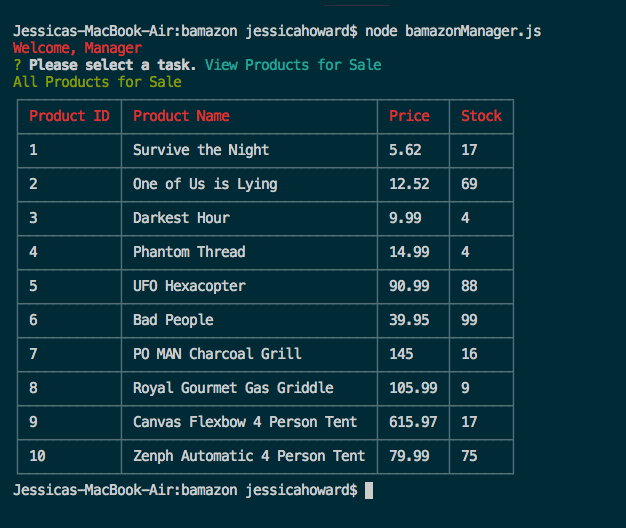 Jessicas-MacBook-Air:bamazon jessicahoward$ node bamazonManager.js
Welcome, Manager
? Please select a task. View Products for Sale
All Products for Sale
Product ID Product Name Price Stock
1 Survive the Night 5.62 17
2 One of Us is Lying 12.52 69
3 Darkest Hour 9.99 4
4 Phantom Thread 14.99 4
5 UFO Hexacopter 90.99 88
6 Bad People 39.95 99
7 PO MAN Charcoal Grill 145 16
8 Royal Gourmet Gas Griddle 105.99 9
9 Canvas Flexbow 4 Person Tent 615.97 17
10 Zenph Automatic 4 Person Tent 79.99 75
Jessicas-MacBook-Air:bamazon jessicahoward$